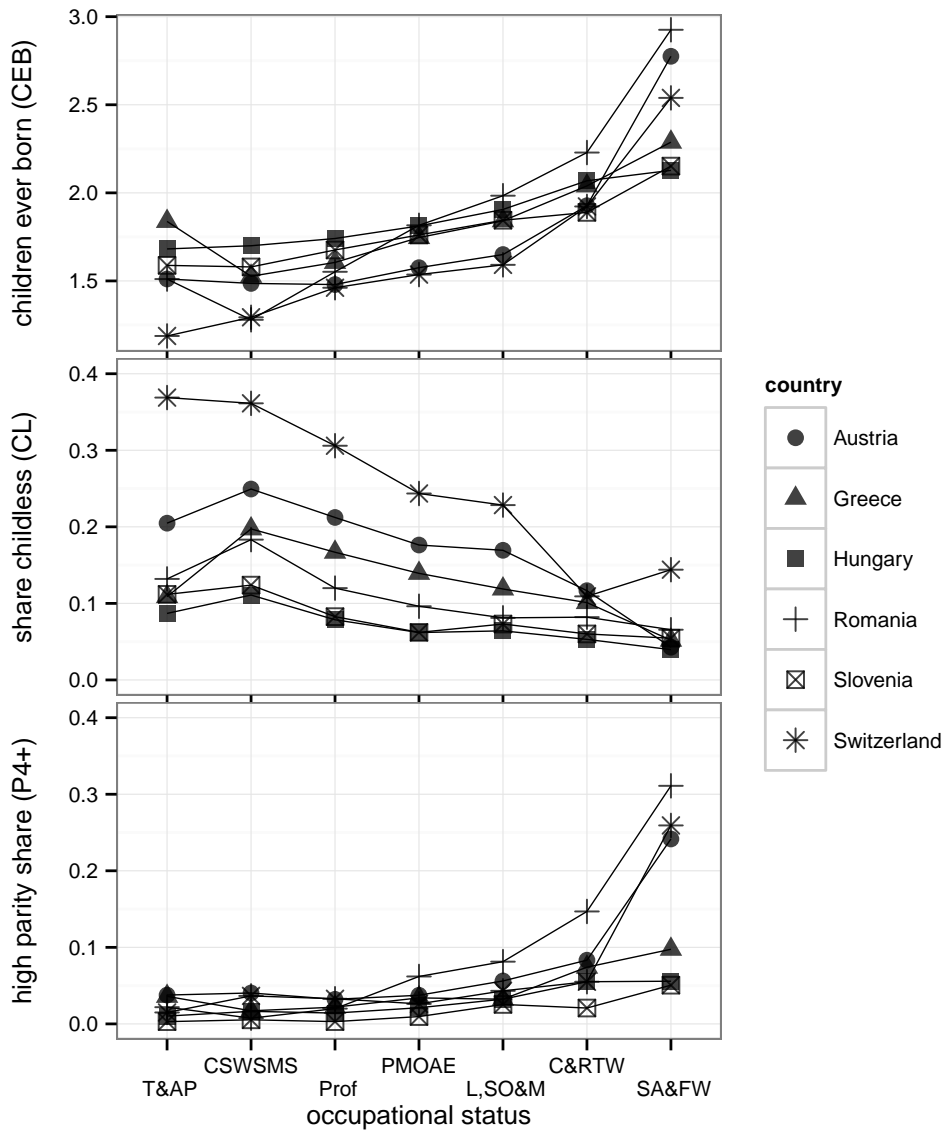 children ever born (CEB)
3.0
2.5
2.0
1.5
share childless (CL)
0.4
0.3
0.2
0.1
0.0
high parity share (P4+)
0.4
0.3
0.2
0.1
0.0
CSWSMS PMOAE C&RTW
T&AP Prof L,SO&M SA&FW
occupational status
country
Austria
Greece
Hungary
Romania
Slovenia
Switzerland